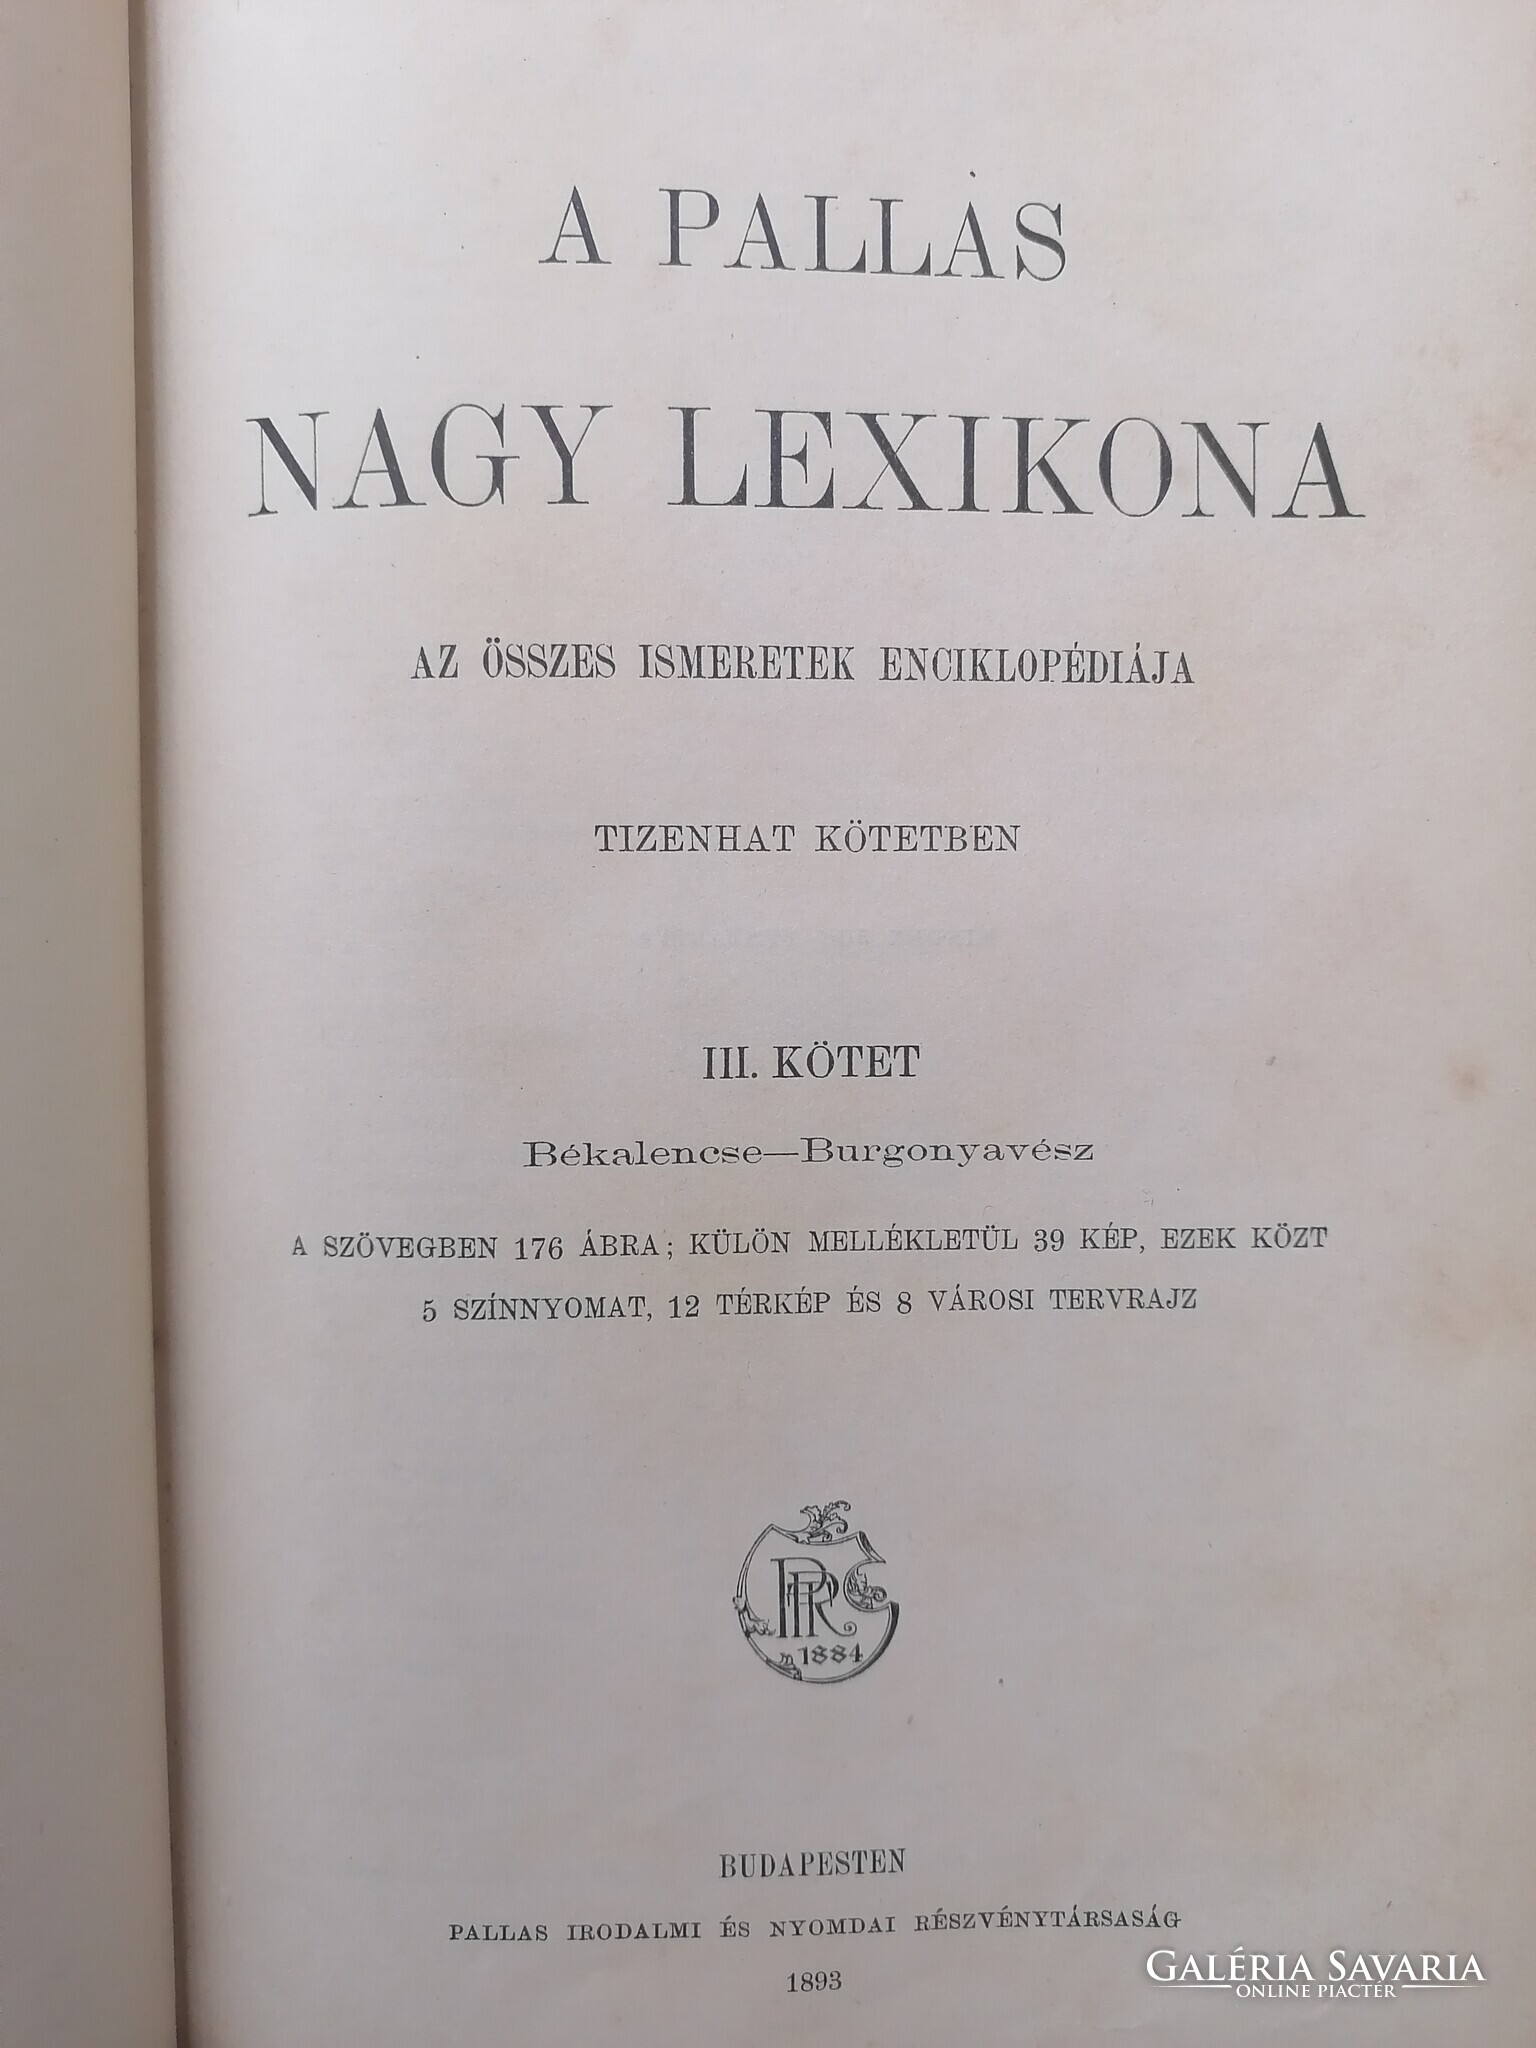 A PALLAS
NAGY LEXIKONA
AZ ÖSSZES ISMERETEK ENCIKLOPÉDIÁJA
TIZENHAT KÖTETBEN
III. KÖTET
Békalencse—Burgonyavész
A SZÖVEGBEN 176 ÁBRA; KÜLÖN MELLÉKLETÜL 39 KÉP, EZEK KÖZT
5 SZÍNNYOMAT, 12 TÉRKÉP ÉS 8 VÁROSI TERVRAJZ
1884
BUDAPESTEN
PALLAS IRODALMI ÉS NYOMDAI RÉSZVÉNYTÁRSASÁG
1893
GALÉRIA SAVARIA
ONLINE PIACTÉR